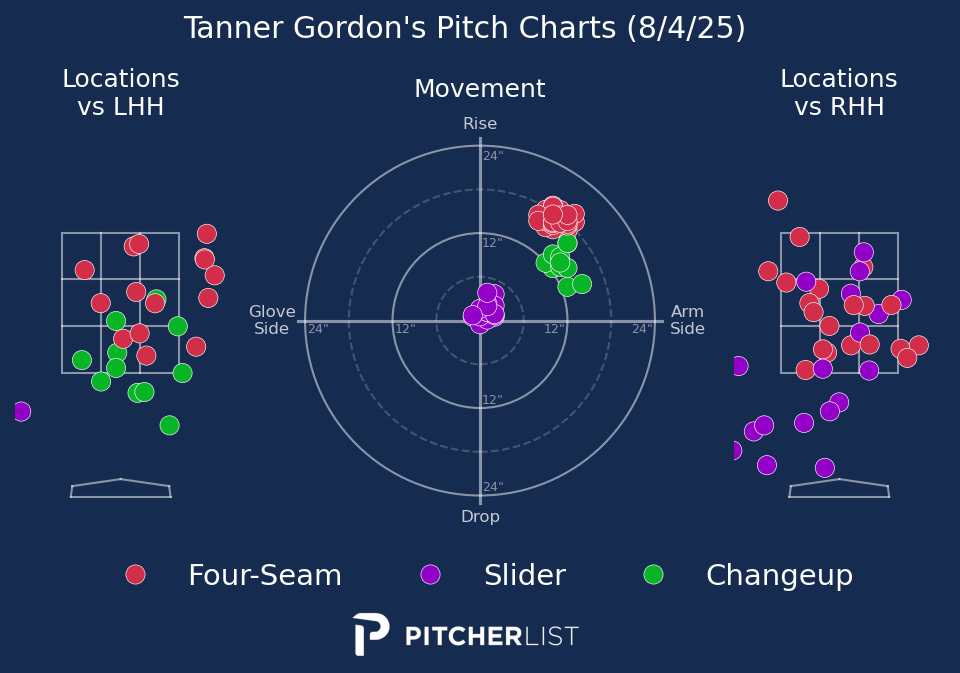 Tanner Gordon's Pitch Charts (8/4/25)
Locations
vs LHH
Movement
Locations
vs RHH
Rise
24"
12"
Glove
Side
24"
12"
12"
24"
Arm
Side
12"
24"
Drop
Four-Seam
Slider
Changeup
PITCHERLIST